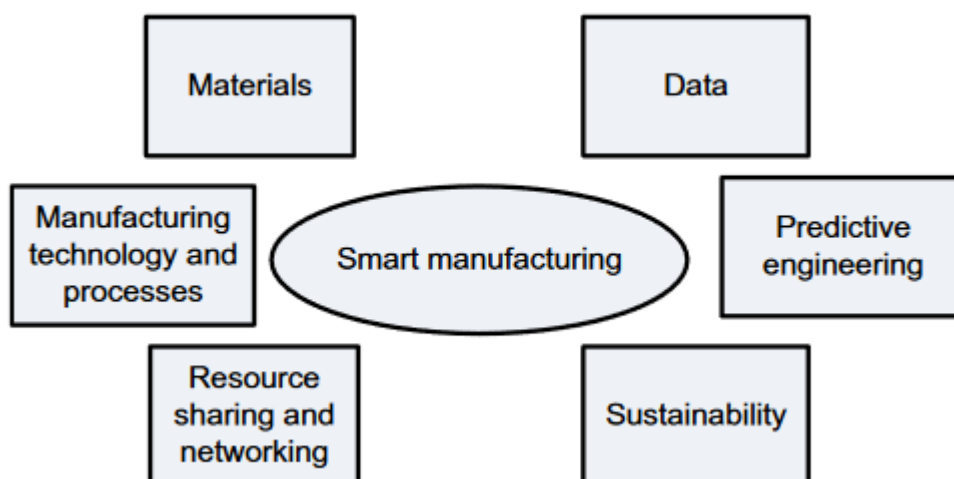 Materials
Data
Manufacturing
technology and
processes
Smart manufacturing
Predictive
engineering
Resource
sharing and
networking
Sustainability